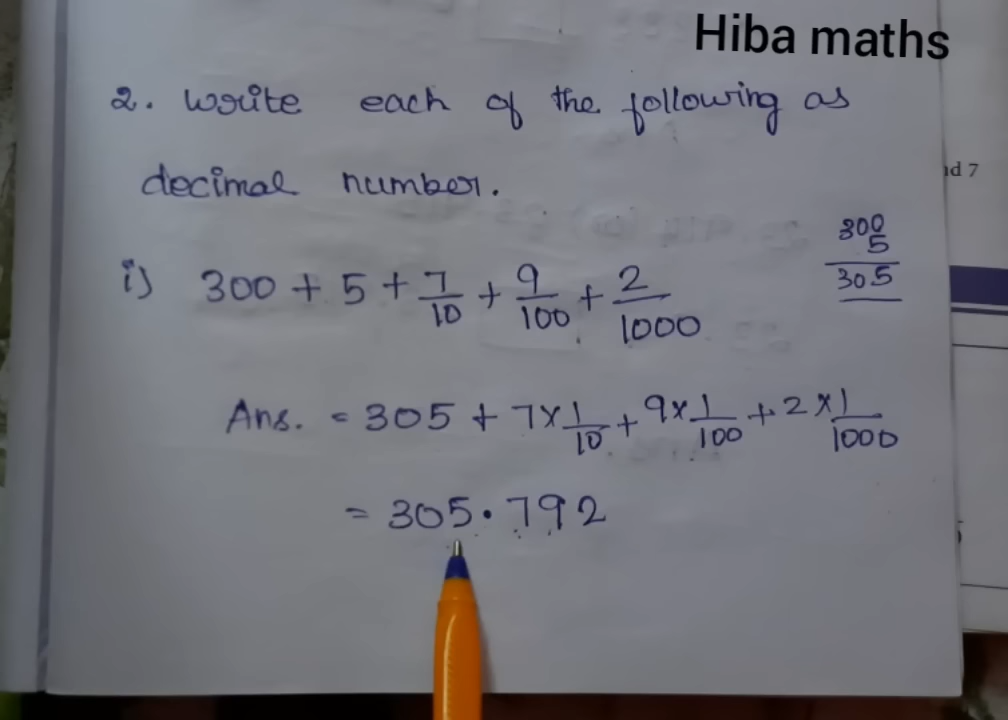 Hiba maths
2. Write each of the following as
decimal number.
300
5
305
i) 300 + 5 + 7/10 + 9/100 + 2/1000
Ans. = 305 + 7 × 1/10 + 9 × 1/100 + 2 × 1/1000
= 305.792
d 7